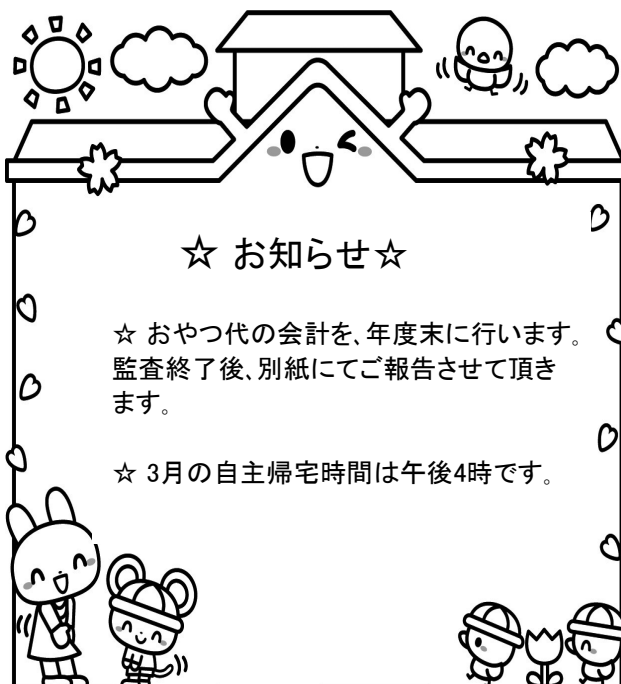 ☆ お知らせ☆
☆ おやつ代の会計を、年度末に行います。
監査終了後、別紙にてご報告させて頂き
ます。
☆ 3月の自主帰宅時間は午後4時です。